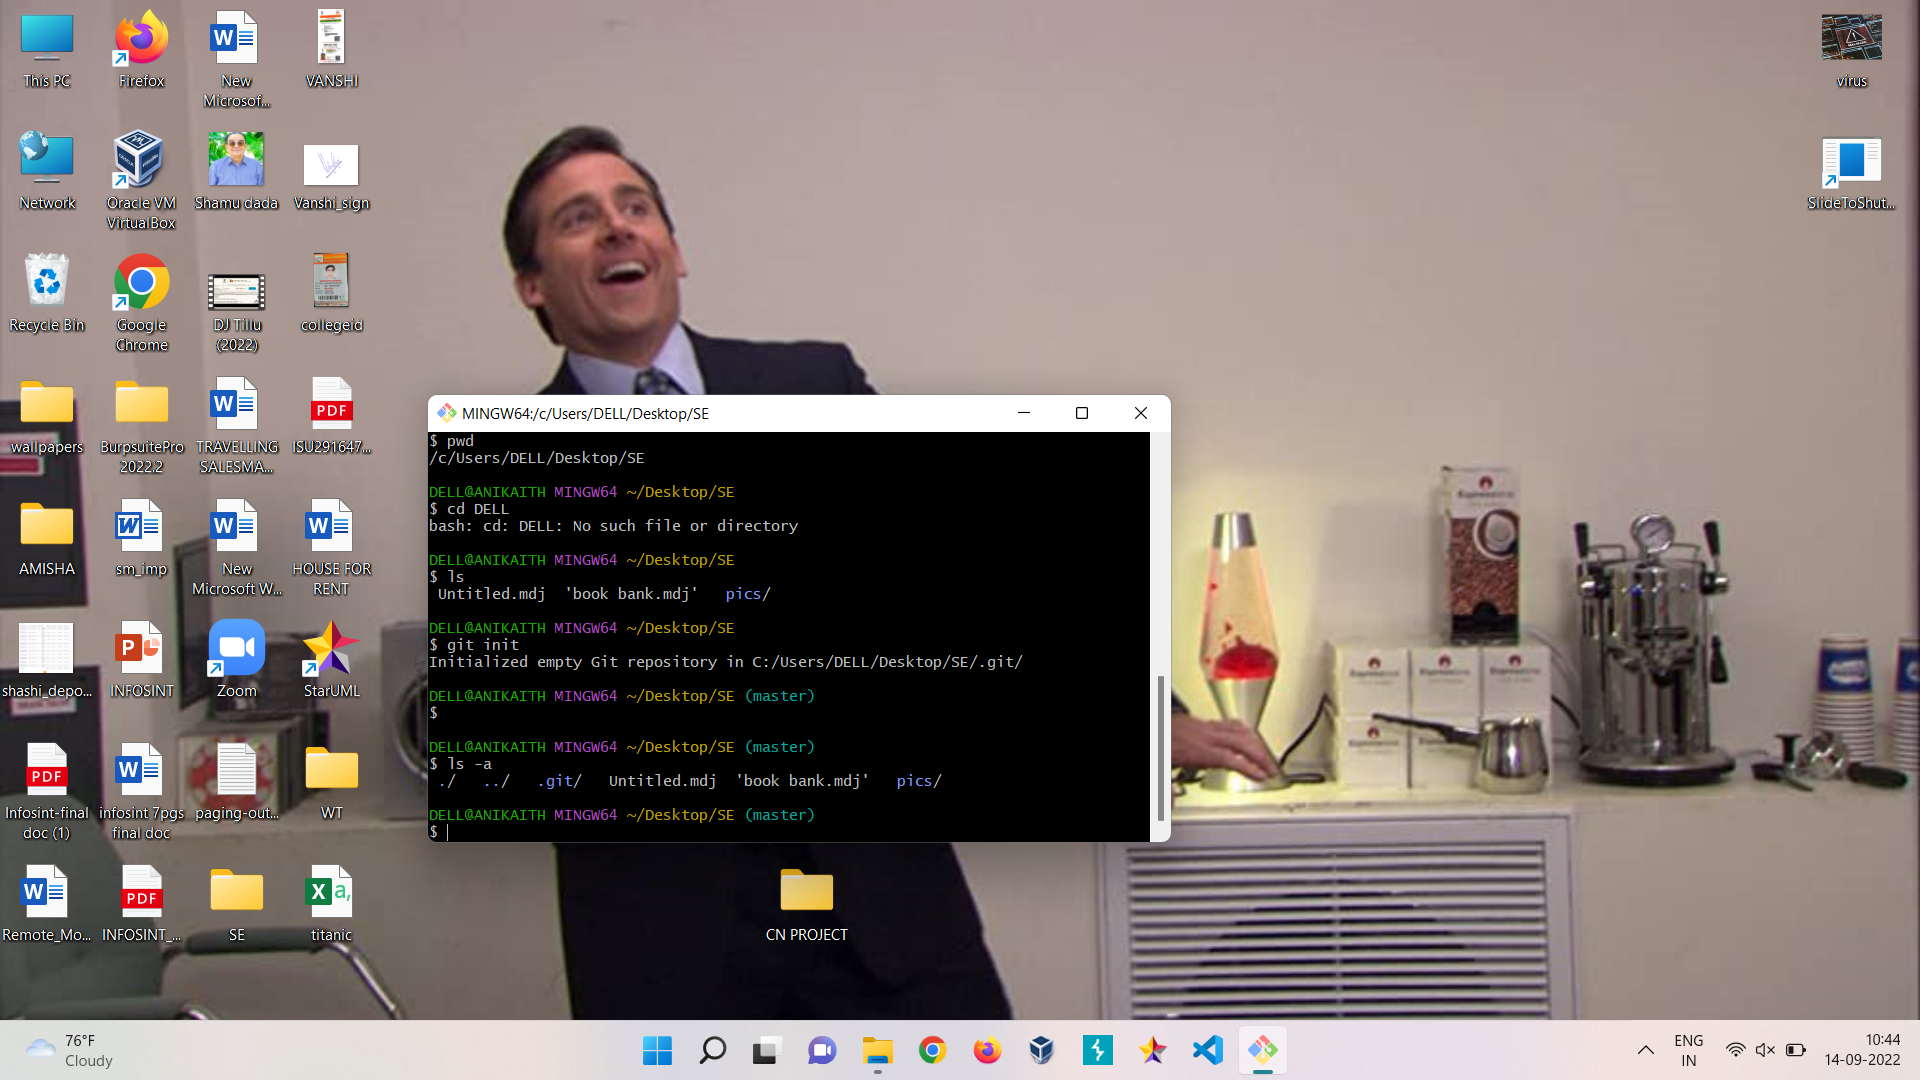 This PC
Firefox
New
Microsof...
VANSHI
virus
Network
Oracle VM
VirtualBox
Shamu dada
Vanshi_sign
SlideToShut...
Recycle Bin
Google
Chrome
DJ Tillu
(2022)
collegeid
wallpapers
BurpsuitePro
2022.2
TRAVELLING
SALESMA...
PDF
ISU291647...
AMISHA
sm_imp
New
Microsoft W...
HOUSE FOR
RENT
shashi_depo...
INFOSINT
Zoom
StarUML
PDF
Infosint-final
doc (1)
infosint 7pgs
final doc
paging-out...
WT
Remote_Mo...
PDF
INFOSINT_...
SE
titanic
CN PROJECT
MINGW64:/c/Users/DELL/Desktop/SE
$ pwd
/c/Users/DELL/Desktop/SE
DELL@ANIKAITH MINGW64 ~/Desktop/SE
$ cd DELL
bash: cd: DELL: No such file or directory
DELL@ANIKAITH MINGW64 ~/Desktop/SE
$ ls
Untitled.mdj 'book bank.mdj' pics/
DELL@ANIKAITH MINGW64 ~/Desktop/SE
$ git init
Initialized empty Git repository in C:/Users/DELL/Desktop/SE/.git/
DELL@ANIKAITH MINGW64 ~/Desktop/SE (master)
$
DELL@ANIKAITH MINGW64 ~/Desktop/SE (master)
$ ls -a
./ ../ .git/ Untitled.mdj 'book bank.mdj' pics/
DELL@ANIKAITH MINGW64 ~/Desktop/SE (master)
$
76°F
Cloudy
ENG
IN
10:44
14-09-2022